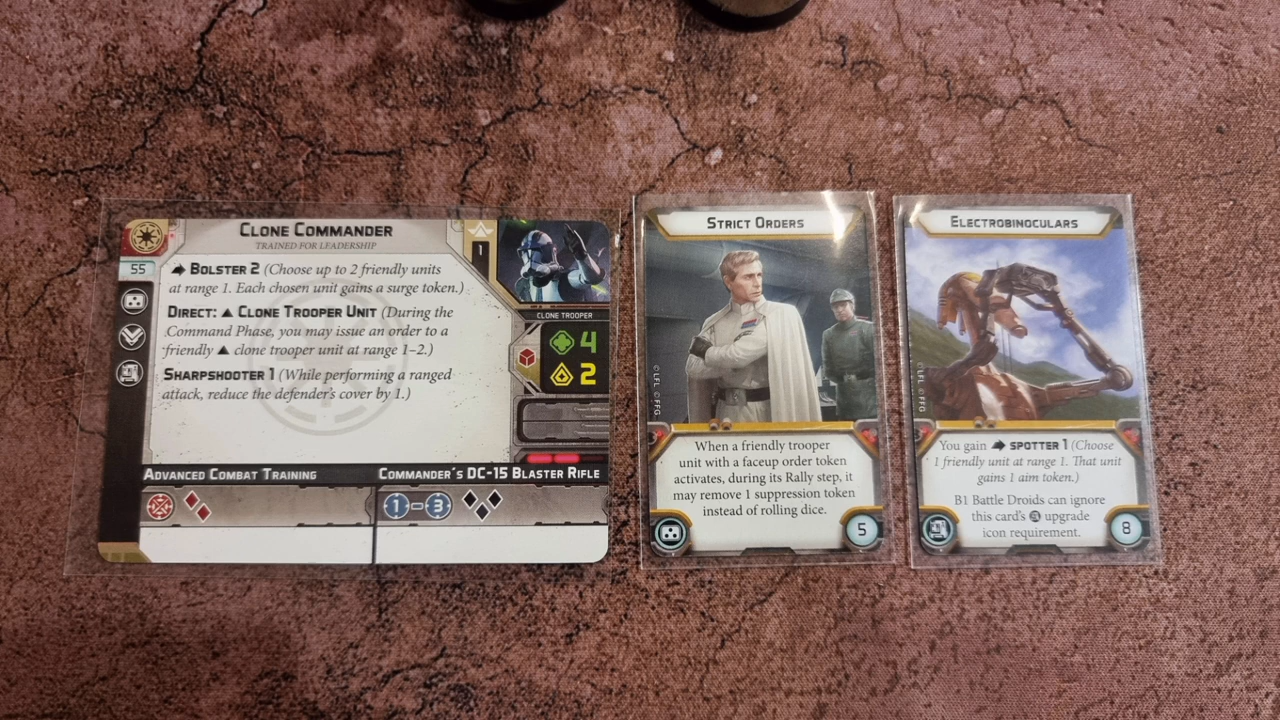 CLONE COMMANDER
TRAINED FOR LEADERSHIP
1
55
BOLSTER 2 (Choose up to 2 friendly units
at range 1. Each chosen unit gains a surge token.)
DIRECT: ▲ CLONE TROOPER UNIT (During the
Command Phase, you may issue an order to a
friendly ▲ clone trooper unit at range 1–2.)
SHARPSHOOTER 1 (While performing a ranged
attack, reduce the defender's cover by 1.)
CLONE TROOPER
4
2
ADVANCED COMBAT TRAINING
COMMANDER'S DC-15 BLASTER RIFLE
1–3
STRICT ORDERS
© LFL © FFG
When a friendly trooper
unit with a faceup order token
activates, during its Rally step, it
may remove 1 suppression token
instead of rolling dice.
5
ELECTROBINOCULARS
© LFL © FFG
You gain SPOTTER 1 (Choose
1 friendly unit at range 1. That unit
gains 1 aim token.)
B1 Battle Droids can ignore
this card's upgrade
icon requirement.
8